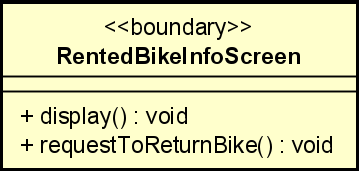 <<boundary>>
RentedBikeInfoScreen
+ display() : void
+ requestToReturnBike() : void